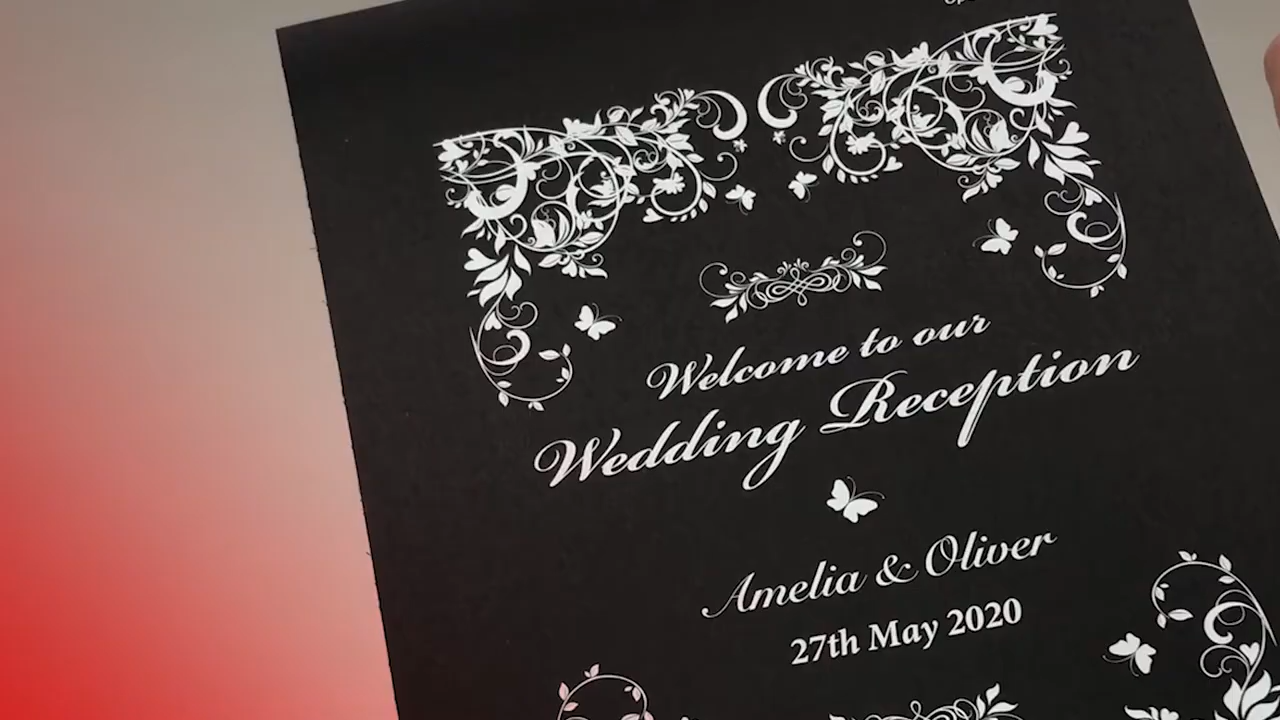 Welcome to our
Wedding Reception
Amelia & Oliver
27th May 2020